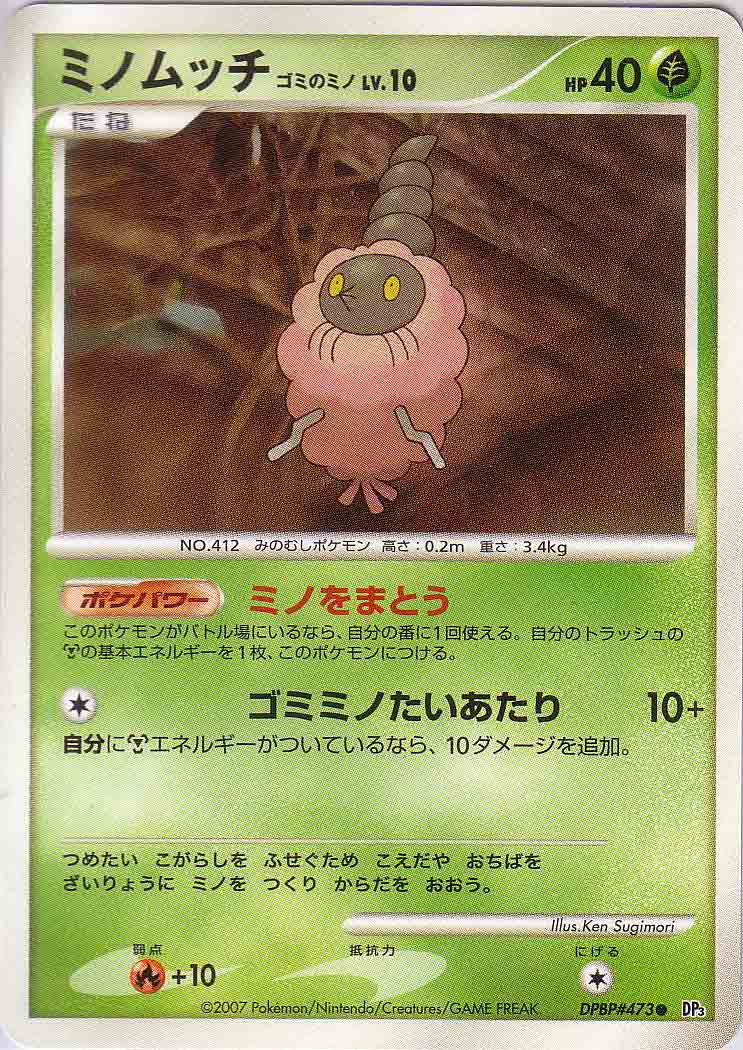 ミノムッチ ゴミのミノ LV.10 HP 40
たね
NO.412 みのむしポケモン 高さ:0.2m 重さ:3.4kg
ポケパワー ミノをまとう
このポケモンがバトル場にいるなら、自分の番に1回使える。自分のトラッシュの
の基本エネルギーを1枚、このポケモンにつける。
ゴミミノたいあたり 10+
自分にエネルギーがついているなら、10ダメージを追加。
つめたい こがらしを ふせぐため こえだや おちばを
ざいりょうに ミノを つくり からだを おおう。
Illus.Ken Sugimori
弱点 抵抗力 にげる
+10
©2007 Pokémon/Nintendo/Creatures/GAME FREAK DPBP#473● DP3